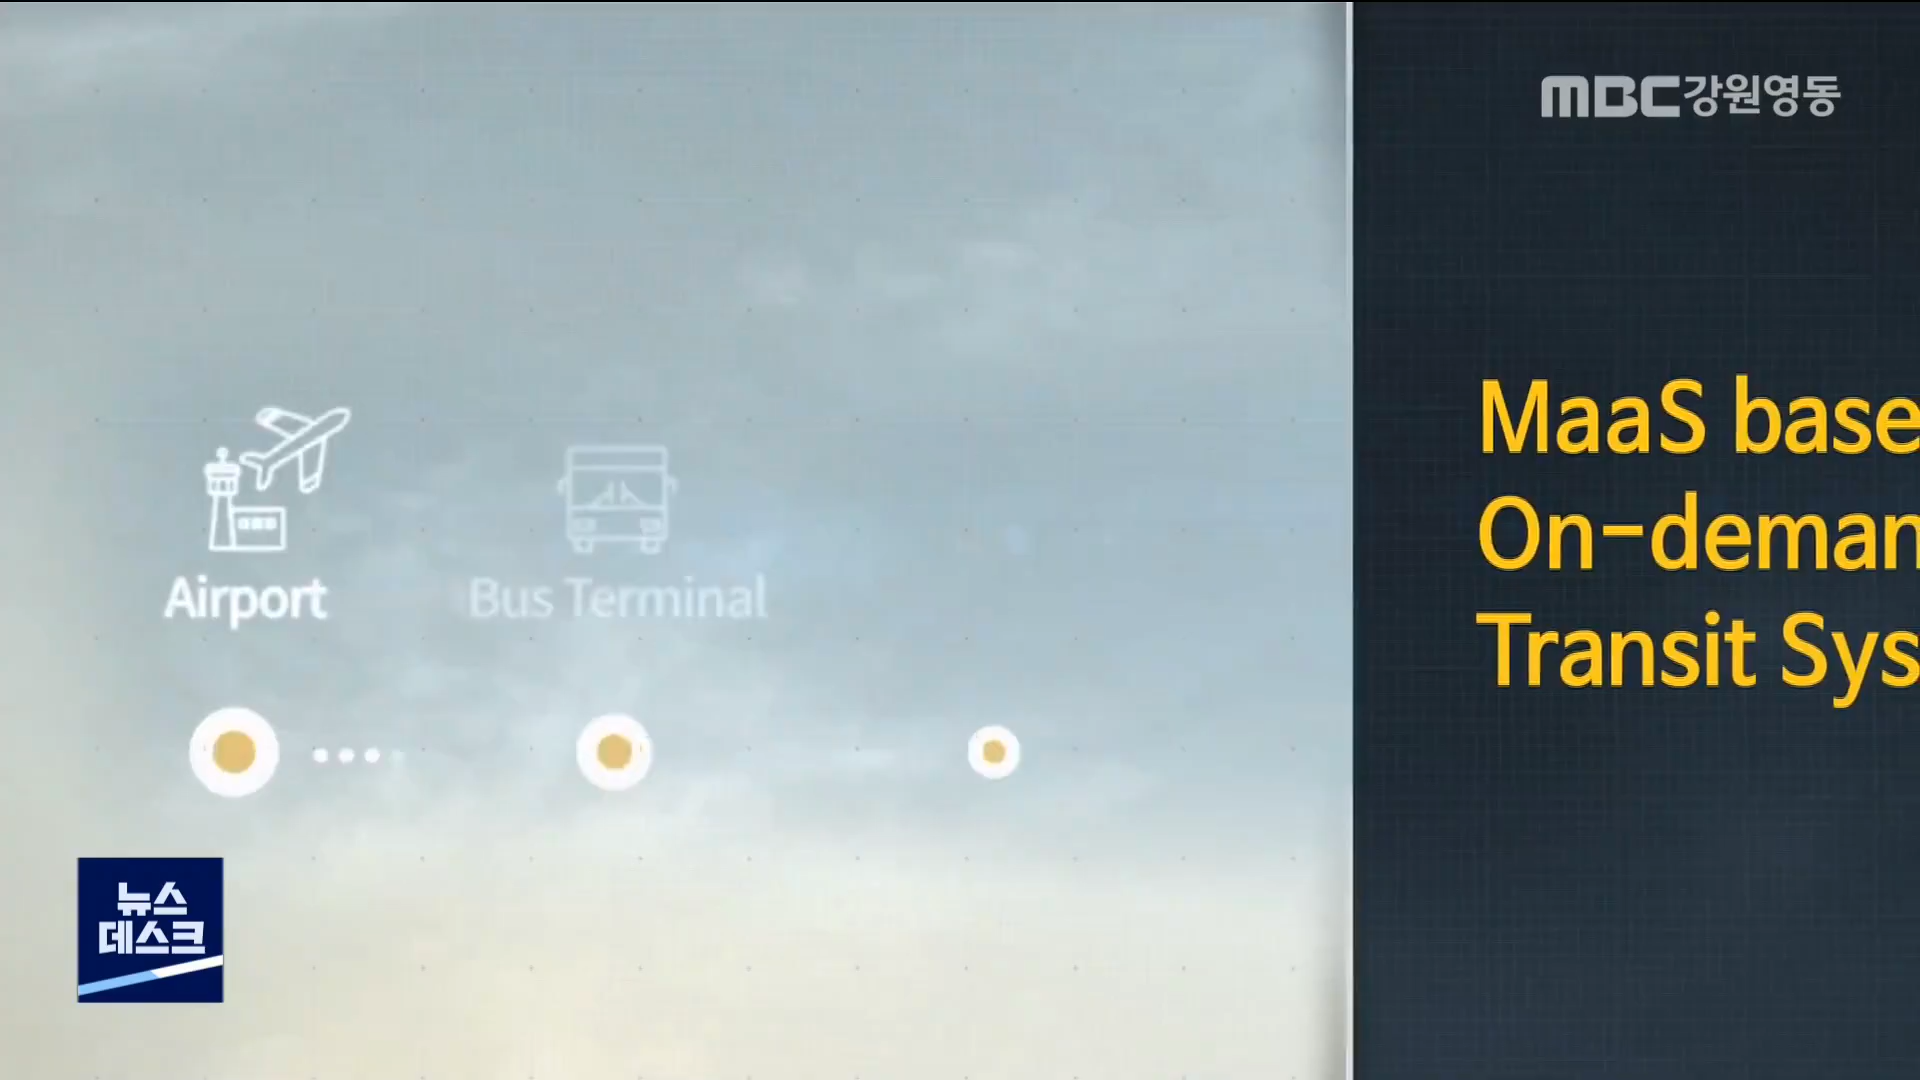 MBC강원영동
Airport
Bus Terminal
MaaS base
On-deman
Transit Sys
뉴스
데스크